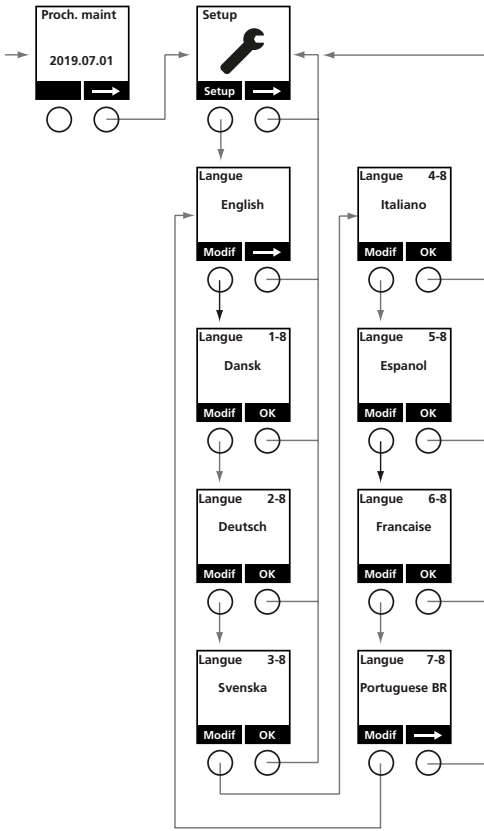 Proch. maint
2019.07.01
Setup
Setup
Langue
English
Modif
Langue 1-8
Dansk
Modif OK
Langue 2-8
Deutsch
Modif OK
Langue 3-8
Svenska
Modif OK
Langue 4-8
Italiano
Modif OK
Langue 5-8
Espanol
Modif OK
Langue 6-8
Francaise
Modif OK
Langue 7-8
Portuguese BR
Modif